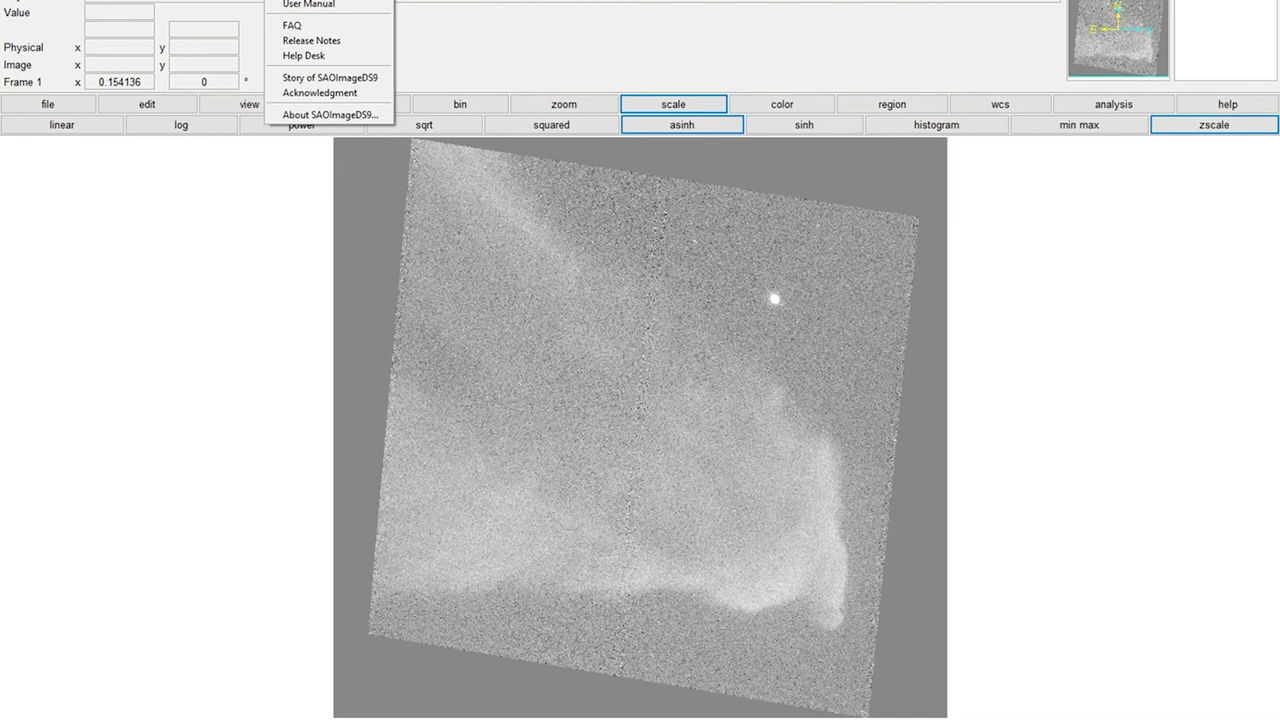 User Manual
Value
FAQ
Release Notes
Physical x y
Help Desk
Image x y
Story of SAOImageDS9
Frame 1 x 0.154136 0 °
Acknowledgment
About SAOImageDS9...
N
E
file edit view bin zoom scale color region wcs analysis help
linear log power sqrt squared asinh sinh histogram min max zscale